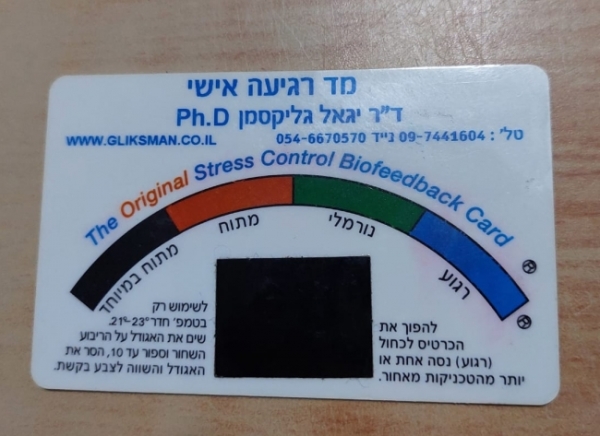 מד רגיעה אישי
ד"ר יגאל גליקסמן Ph.D
טל' : 09-7441604 נייד 054-6670570
WWW.GLIKSMAN.CO.IL
The Original Stress Control Biofeedback Card
מתוח במיוחד
מתוח
נורמלי
רגוע
®
®
לשימוש רק
בטמפ' חדר 21°-23°.
שים את האגודל על הריבוע
השחור וספור עד 10, הסר את
האגודל והשווה לצבע בקשת.
להפוך את
הכרטיס לכחול
(רגוע) נסה אחת או
יותר מהטכניקות מאחור.